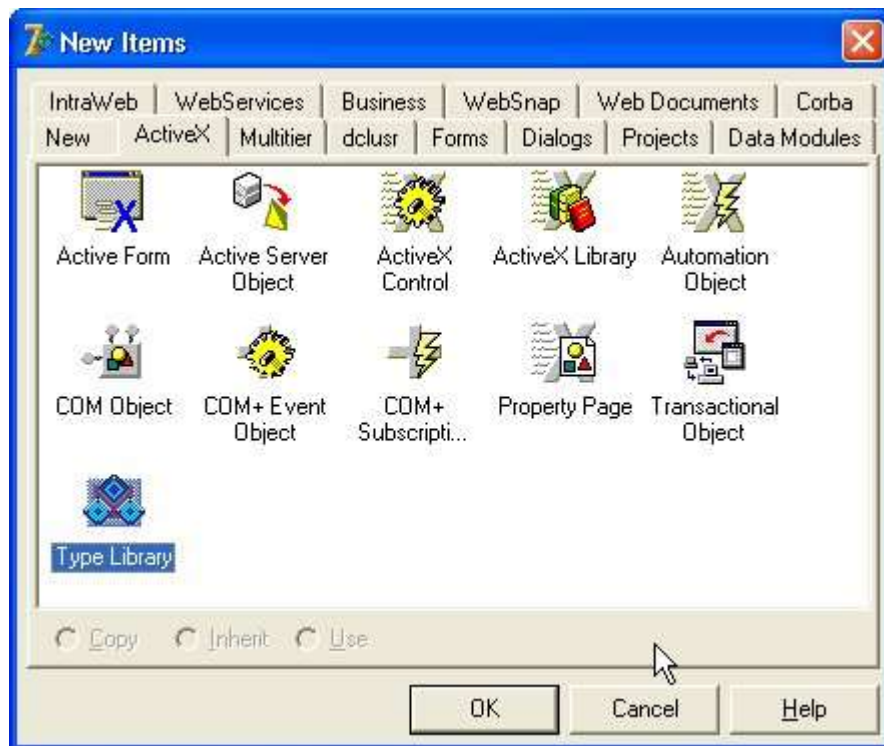 New Items
IntraWeb WebServices Business WebSnap Web Documents Corba
New ActiveX Multitier dclusr Forms Dialogs Projects Data Modules
Active Form Active Server Object ActiveX Control ActiveX Library Automation Object
COM Object COM+ Event Object COM+ Subscripti... Property Page Transactional Object
Type Library
Copy Inherit Use
OK Cancel Help